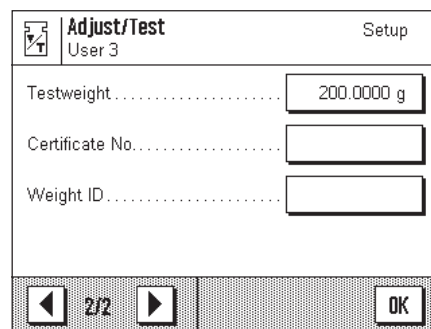 Adjust/Test Setup
User 3
Testweight.................... 200.0000 g
Certificate No..................
Weight ID......................
2/2 OK